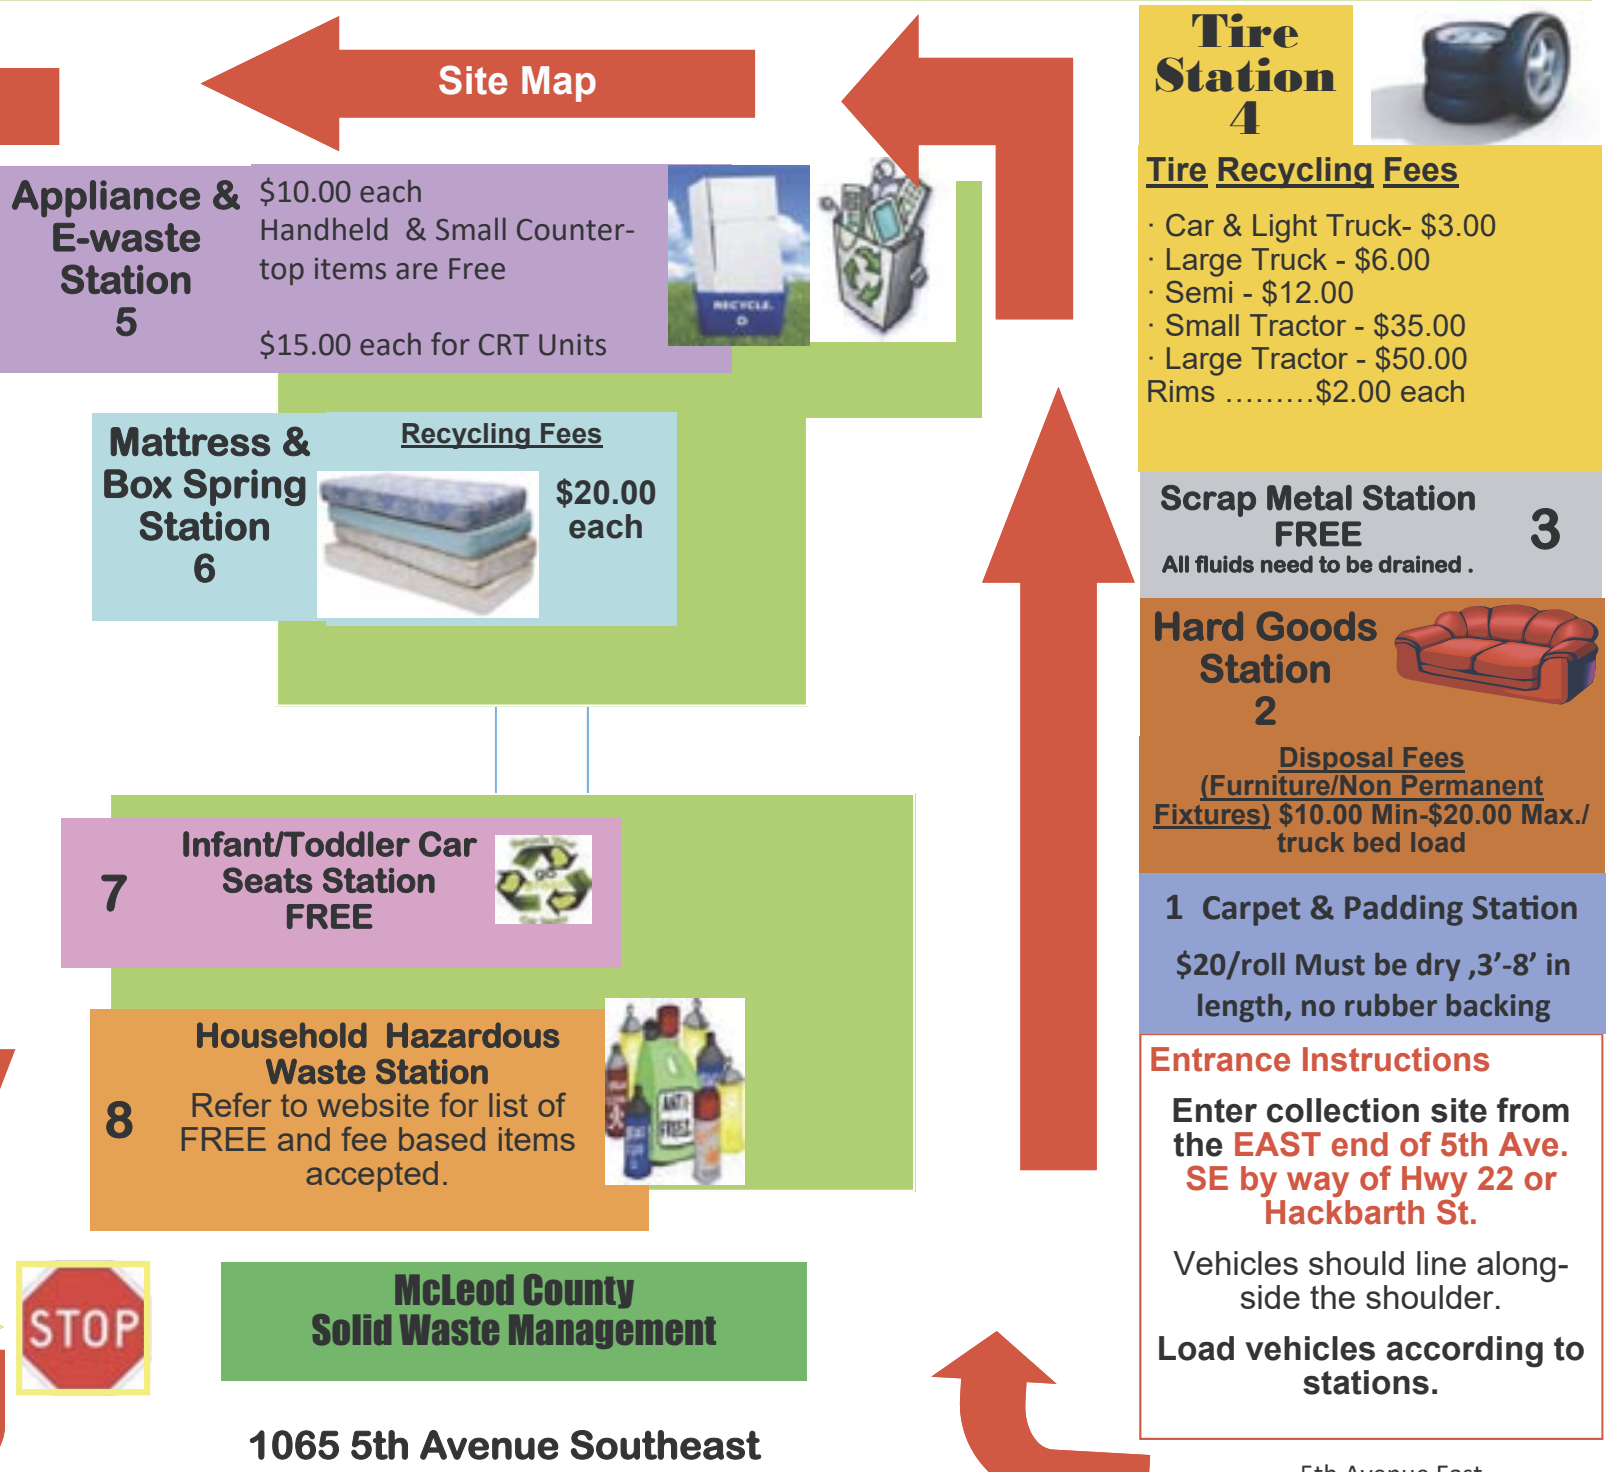 Site Map
Tire
Station
4
Tire Recycling Fees
· Car & Light Truck- $3.00
· Large Truck - $6.00
· Semi - $12.00
· Small Tractor - $35.00
· Large Tractor - $50.00
Rims ………$2.00 each
Appliance &
E-waste
Station
5
$10.00 each
Handheld & Small Counter-
top items are Free
$15.00 each for CRT Units
RECYCLE.
Mattress &
Box Spring
Station
6
Recycling Fees
$20.00
each
Scrap Metal Station
FREE
3
All fluids need to be drained .
Hard Goods
Station
2
Disposal Fees
(Furniture/Non Permanent
Fixtures) $10.00 Min-$20.00 Max./
truck bed load
1 Carpet & Padding Station
$20/roll Must be dry ,3’-8’ in
length, no rubber backing
7
Infant/Toddler Car
Seats Station
FREE
8
Household Hazardous
Waste Station
Refer to website for list of
FREE and fee based items
accepted.
ANTI-
FREEZ
Entrance Instructions
Enter collection site from
the EAST end of 5th Ave.
SE by way of Hwy 22 or
Hackbarth St.
Vehicles should line along-
side the shoulder.
Load vehicles according to
stations.
STOP
McLeod County
Solid Waste Management
1065 5th Avenue Southeast
5th Avenue East